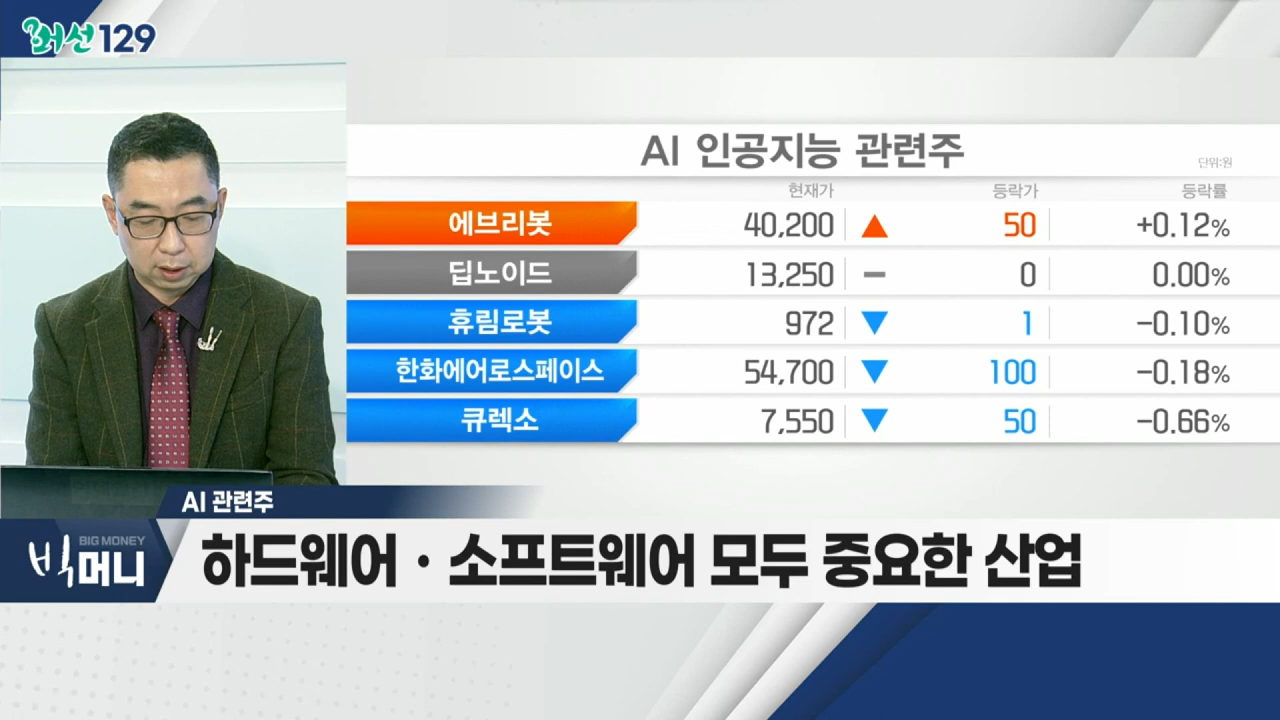 머선129
AI 인공지능 관련주
단위:원
현재가 등락가 등락률
에브리봇 40,200 ▲ 50 +0.12%
딥노이드 13,250 − 0 0.00%
휴림로봇 972 ▼ 1 -0.10%
한화에어로스페이스 54,700 ▼ 100 -0.18%
큐렉소 7,550 ▼ 50 -0.66%
AI 관련주
BIG MONEY
빅머니
하드웨어·소프트웨어 모두 중요한 산업